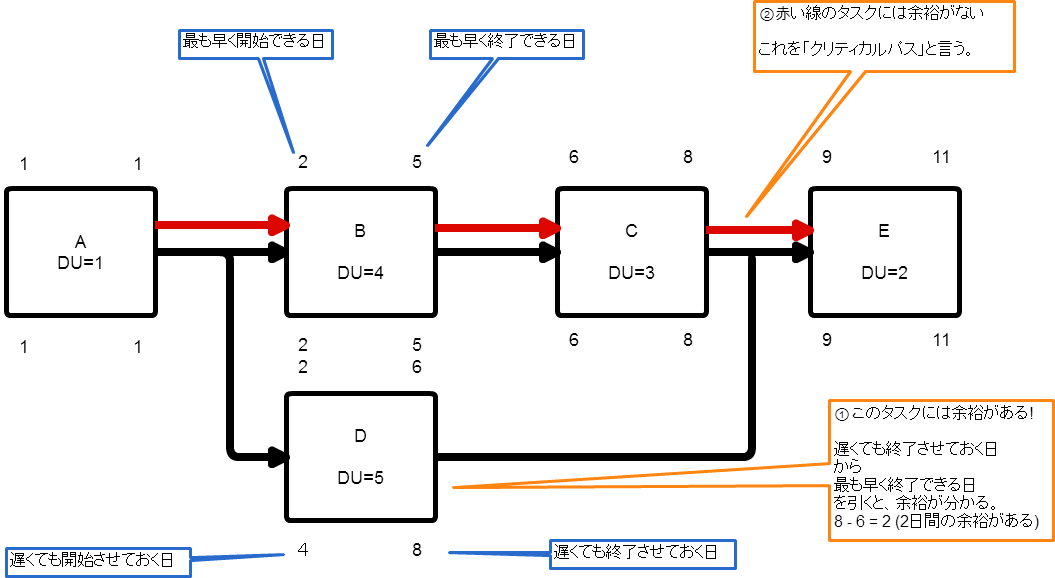 ②赤い線のタスクには余裕がない
これを「クリティカルパス」と言う。
最も早く開始できる日
最も早く終了できる日
1 1
2 5
6 8
9 11
A
DU=1
B
DU=4
C
DU=3
E
DU=2
1 1
2 5
6 8
9 11
2 6
D
DU=5
①このタスクには余裕がある!
遅くても終了させておく日
から
最も早く終了できる日
を引くと、余裕が分かる。
8 - 6 = 2 (2日間の余裕がある)
4 8
遅くても開始させておく日
遅くても終了させておく日